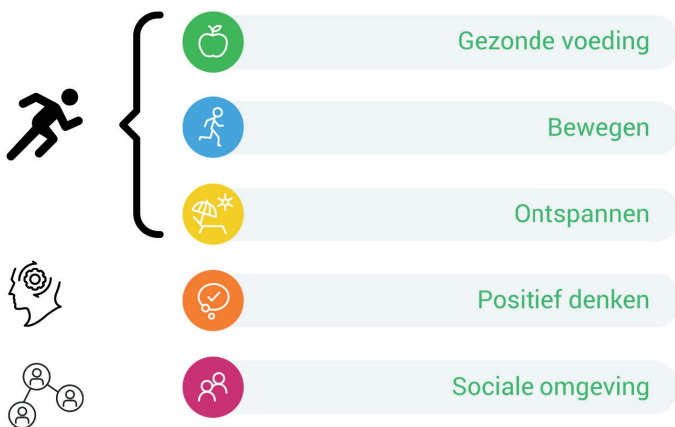 Gezonde voeding
Bewegen
Ontspannen
Positief denken
Sociale omgeving